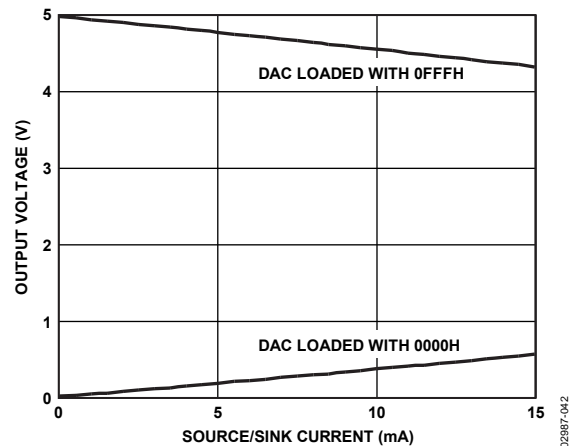 5
4
3
2
1
0
OUTPUT VOLTAGE (V)
DAC LOADED WITH 0FFFH
DAC LOADED WITH 0000H
0 5 10 15
SOURCE/SINK CURRENT (mA)
02987-042